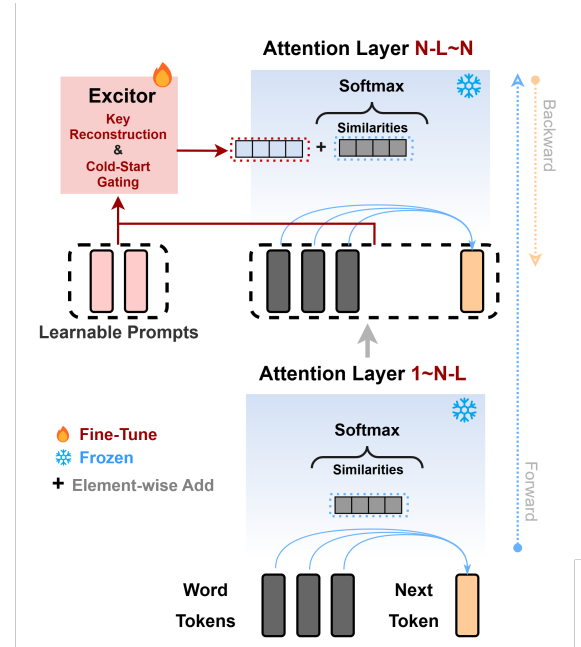 Attention Layer N-L~N
Excitor
Key
Reconstruction
&
Cold-Start
Gating
Softmax
Similarities
+
Backward
Learnable Prompts
Attention Layer 1~N-L
Softmax
Similarities
Fine-Tune
Frozen
+ Element-wise Add
Forward
Word
Tokens
Next
Token